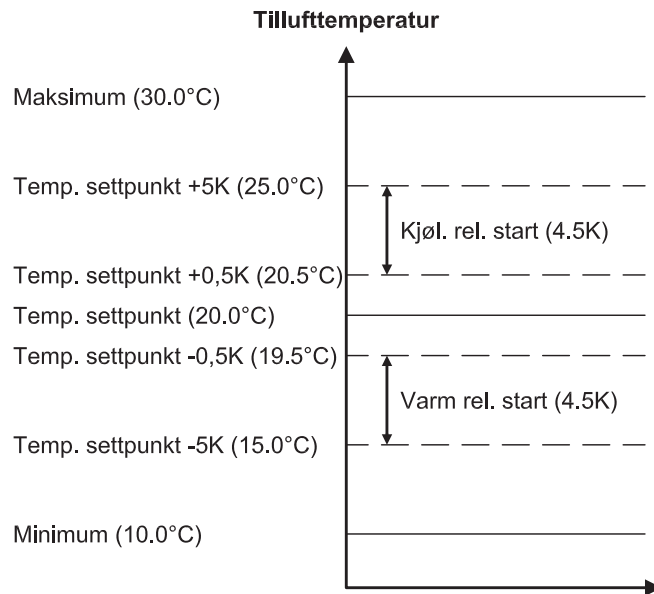 Tillufttemperatur
Maksimum (30.0°C)
Temp. settpunkt +5K (25.0°C)
Kjøl. rel. start (4.5K)
Temp. settpunkt +0,5K (20.5°C)
Temp. settpunkt (20.0°C)
Temp. settpunkt -0,5K (19.5°C)
Varm rel. start (4.5K)
Temp. settpunkt -5K (15.0°C)
Minimum (10.0°C)